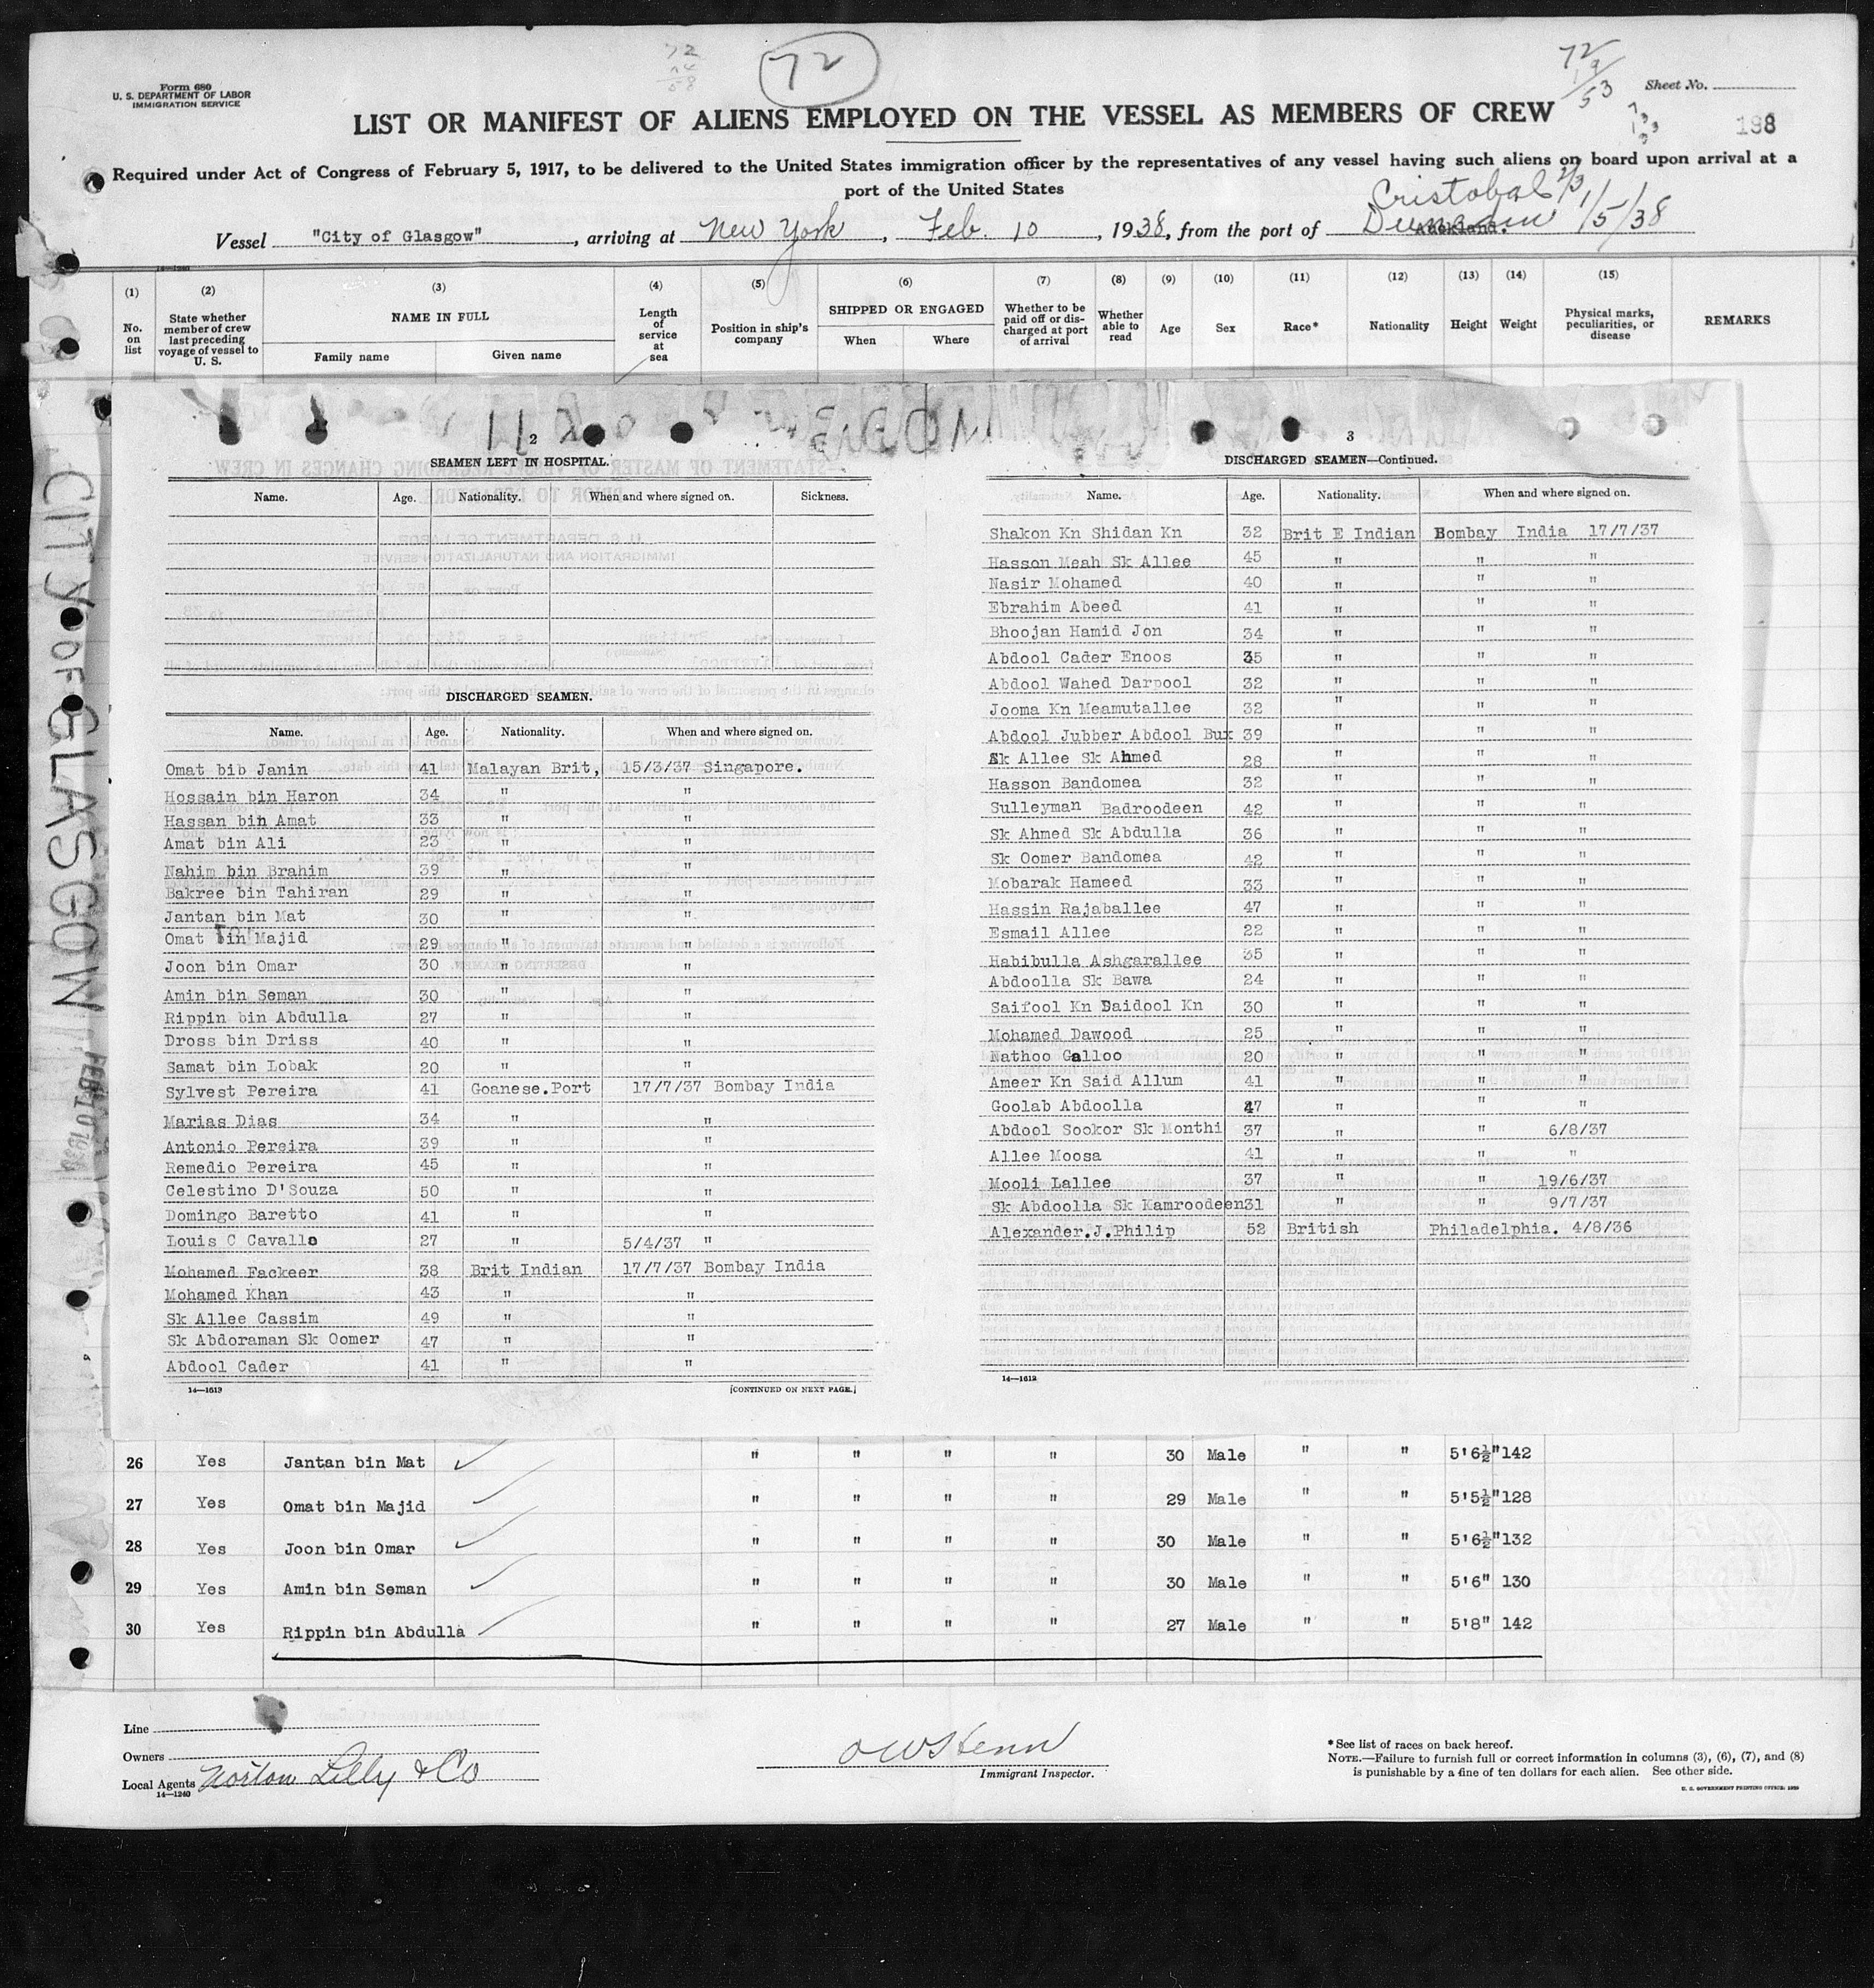 72
72
Form 680
U. S. DEPARTMENT OF LABOR
IMMIGRATION SERVICE
72
19
53
Sheet No.
198
LIST OR MANIFEST OF ALIENS EMPLOYED ON THE VESSEL AS MEMBERS OF CREW
Required under Act of Congress of February 5, 1917, to be delivered to the United States immigration officer by the representatives of any vessel having such aliens on board upon arrival at a
port of the United States
Cristobal 2/3
Vessel "City of Glasgow", arriving at New York, Feb. 10, 1938, from the port of Auckland. 1/5/38
(1) (2) (3) (4) (5) (6) (7) (8) (9) (10) (11) (12) (13) (14) (15)
No. on list
State whether member of crew last preceding voyage of vessel to U. S.
NAME IN FULL
Family name Given name
Length of service at sea
Position in ship's company
SHIPPED OR ENGAGED
When Where
Whether to be paid off or discharged at port of arrival
Whether able to read
Age Sex Race* Nationality Height Weight
Physical marks, peculiarities, or disease
REMARKS
CITY OF GLASGOW
FEB 10 1938
2
SEAMEN LEFT IN HOSPITAL.
Name. Age. Nationality. When and where signed on. Sickness.
DISCHARGED SEAMEN.
Name. Age. Nationality. When and where signed on.
Omat bib Janin 41 Malayan Brit, 15/3/37 Singapore.
Hossain bin Haron 34 " "
Hassan bin Amat 33 " "
Amat bin Ali 23 " "
Nahim bin Brahim 39 " "
Bakree bin Tahiran 29 " "
Jantan bin Mat 30 " "
Omat bin Majid 29 " "
Joon bin Omar 30 " "
Amin bin Seman 30 " "
Rippin bin Abdulla 27 " "
Dross bin Driss 40 " "
Samat bin Lobak 20 " "
Sylvest Pereira 41 Goanese.Port 17/7/37 Bombay India
Marias Dias 34 " "
Antonio Pereira 39 " "
Remedio Pereira 45 " "
Celestino D'Souza 50 " "
Domingo Baretto 41 " "
Louis C Cavallo 27 " 5/4/37 "
Mohamed Fackeer 38 Brit Indian 17/7/37 Bombay India
Mohamed Khan 43 " "
Sk Allee Cassim 49 " "
Sk Abdoraman Sk Oomer 47 " "
Abdool Cader 41 " "
14—1613 [CONTINUED ON NEXT PAGE.]
3
DISCHARGED SEAMEN—Continued.
Name. Age. Nationality. When and where signed on.
Shakon Kn Shidan Kn 32 Brit E Indian Bombay India 17/7/37
Hasson Meah Sk Allee 45 " " "
Nasir Mohamed 40 " " "
Ebrahim Abeed 41 " " "
Bhoojan Hamid Jon 34 " " "
Abdool Cader Enoos 35 " " "
Abdool Wahed Darpool 32 " " "
Jooma Kn Meamutallee 32 " " "
Abdool Jubber Abdool Bux 39 " " "
Sk Allee Sk Ahmed 28 " " "
Hasson Bandomea 32 " " "
Sulleyman Badroodeen 42 " " "
Sk Ahmed Sk Abdulla 36 " " "
Sk Oomer Bandomea 42 " " "
Mobarak Hameed 33 " " "
Hassin Rajaballee 47 " " "
Esmail Allee 22 " " "
Habibulla Ashgarallee 35 " " "
Abdoolla Sk Bawa 24 " " "
Saifool Kn Saidool Kn 30 " " "
Mohamed Dawood 25 " " "
Nathoo Galloo 20 " " "
Ameer Kn Said Allum 41 " " "
Goolab Abdoolla 47 " " "
Abdool Sookor Sk Monthi 37 " " 6/8/37
Allee Moosa 41 " " "
Mooli Lallee 37 " " 19/6/37
Sk Abdoolla Sk Kamroodeen 31 " " 9/7/37
Alexander.J.Philip 52 British Philadelphia. 4/8/36
14—1613
26 Yes Jantan bin Mat " " " " 30 Male " " 5'6½" 142
27 Yes Omat bin Majid " " " " 29 Male " " 5'5½" 128
28 Yes Joon bin Omar " " " " 30 Male " " 5'6½" 132
29 Yes Amin bin Seman " " " " 30 Male " " 5'6" 130
30 Yes Rippin bin Abdulla " " " " 27 Male " " 5'8" 142
Line
Owners
Local Agents Norton Lilly & Co
14—1240
Immigrant Inspector.
*See list of races on back hereof.
NOTE.—Failure to furnish full or correct information in columns (3), (6), (7), and (8)
is punishable by a fine of ten dollars for each alien. See other side.